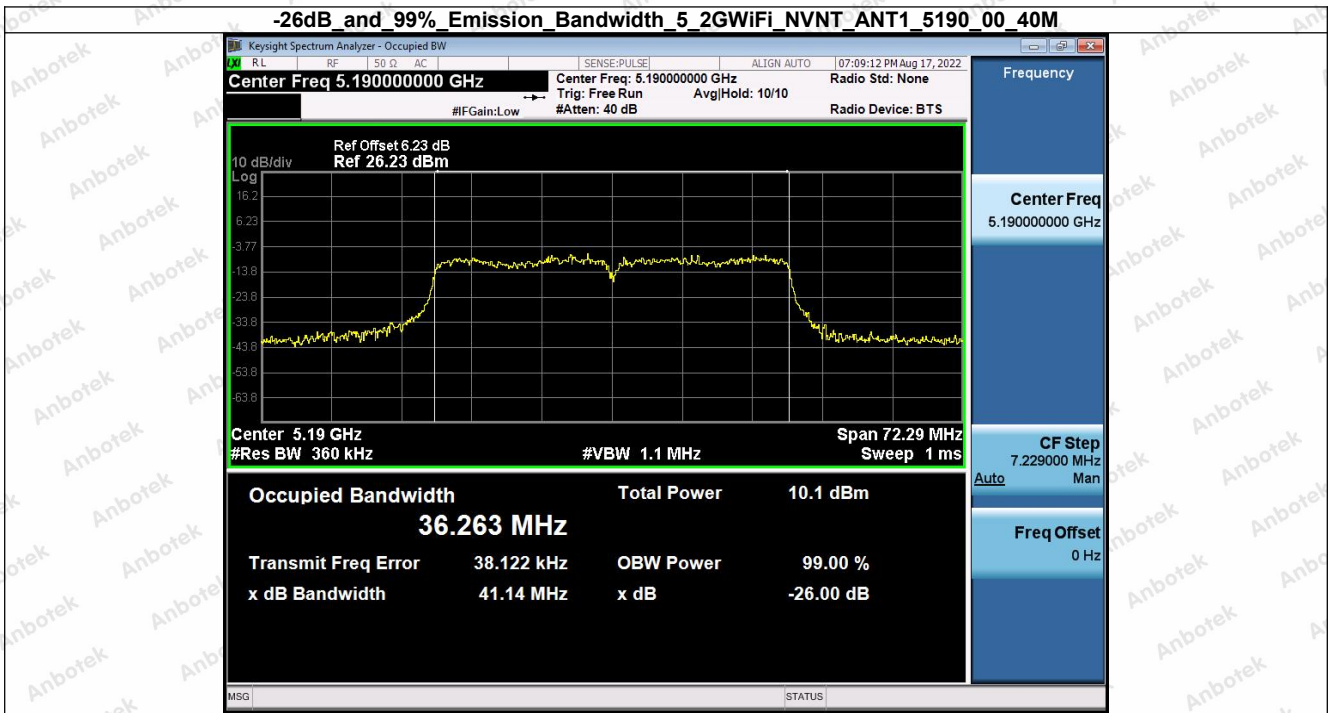 -26dB_and_99%_Emission_Bandwidth_5_2GWiFi_NVNT_ANT1_5190_00_40M
Keysight Spectrum Analyzer - Occupied BW
LXI RL RF 50 Ω AC SENSE:PULSE ALIGN AUTO 07:09:12 PM Aug 17, 2022
Center Freq 5.190000000 GHz
Center Freq: 5.190000000 GHz Radio Std: None
Trig: Free Run Avg|Hold: 10/10
#IFGain:Low #Atten: 40 dB Radio Device: BTS
Frequency
Ref Offset 6.23 dB
10 dB/div Ref 26.23 dBm
Log
16.2
6.23
-3.77
-13.8
-23.8
-33.8
-43.8
-53.8
-63.8
Center 5.19 GHz Span 72.29 MHz
#Res BW 360 kHz #VBW 1.1 MHz Sweep 1 ms
Center Freq
5.190000000 GHz
CF Step
7.229000 MHz
Auto Man
Freq Offset
0 Hz
Occupied Bandwidth Total Power 10.1 dBm
36.263 MHz
Transmit Freq Error 38.122 kHz OBW Power 99.00 %
x dB Bandwidth 41.14 MHz x dB -26.00 dB
MSG STATUS
Anbotek